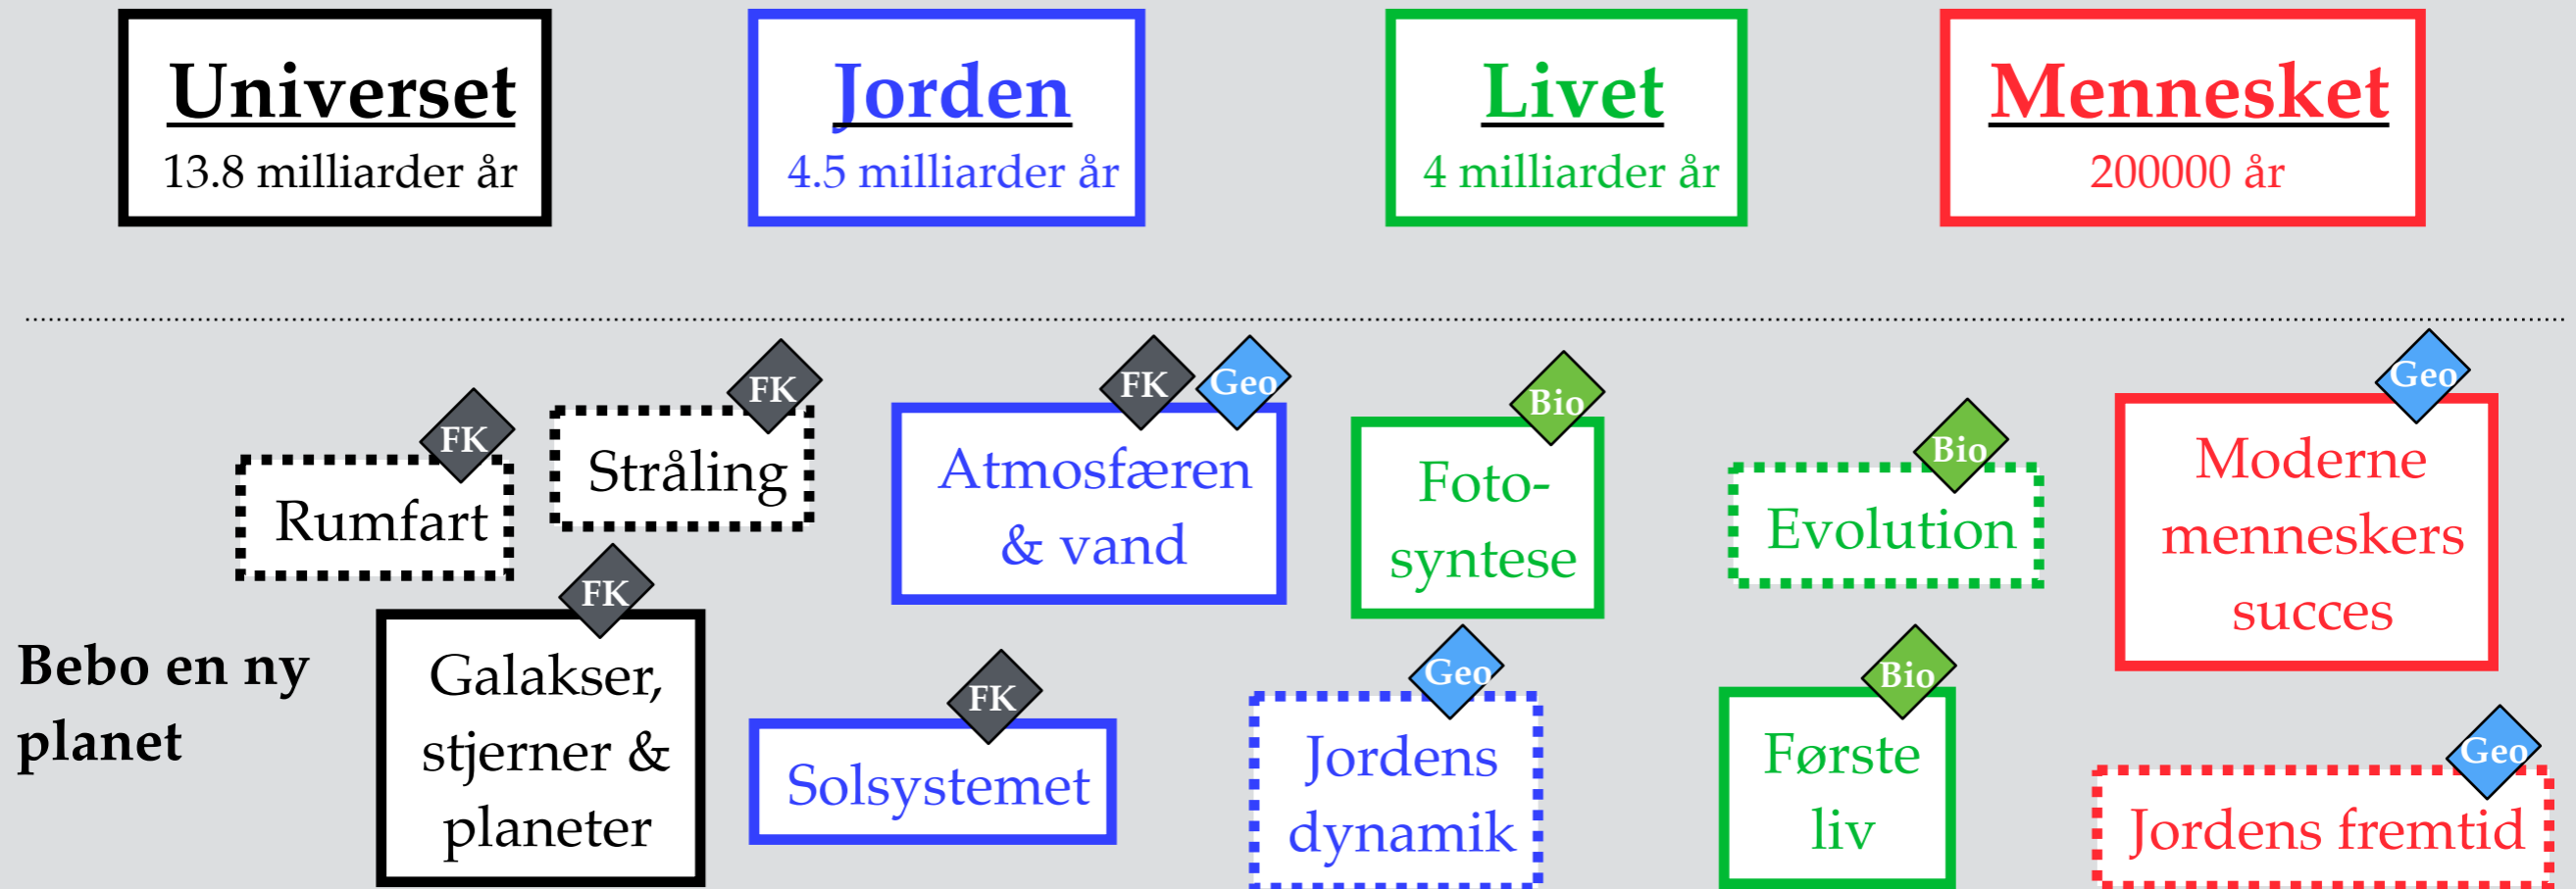 Universet
13.8 milliarder år
Jorden
4.5 milliarder år
Livet
4 milliarder år
Mennesket
200000 år
FK
Rumfart
FK
Stråling
FK
Geo
Atmosfæren
& vand
Bio
Foto-
syntese
Bio
Evolution
Geo
Moderne
menneskers
succes
Bebo en ny
planet
FK
Galakser,
stjerner &
planeter
FK
Solsystemet
Geo
Jordens
dynamik
Bio
Første
liv
Geo
Jordens fremtid